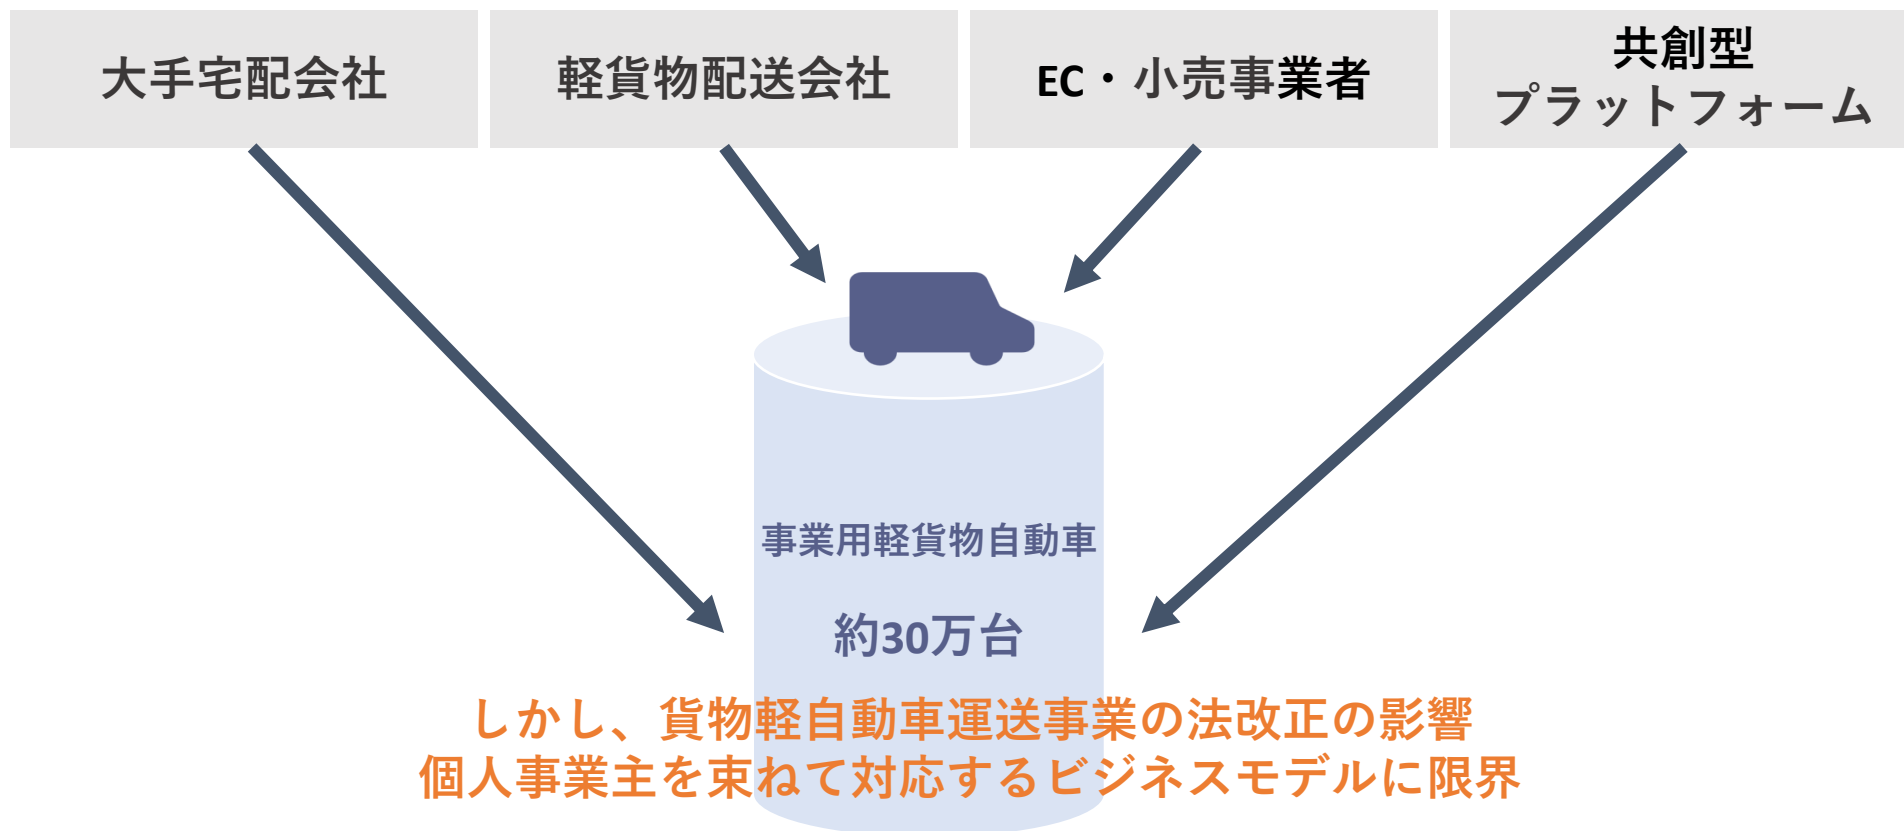 大手宅配会社
軽貨物配送会社
EC・小売事業者
共創型
プラットフォーム
事業用軽貨物自動車
約30万台
しかし、貨物軽自動車運送事業の法改正の影響
個人事業主を束ねて対応するビジネスモデルに限界